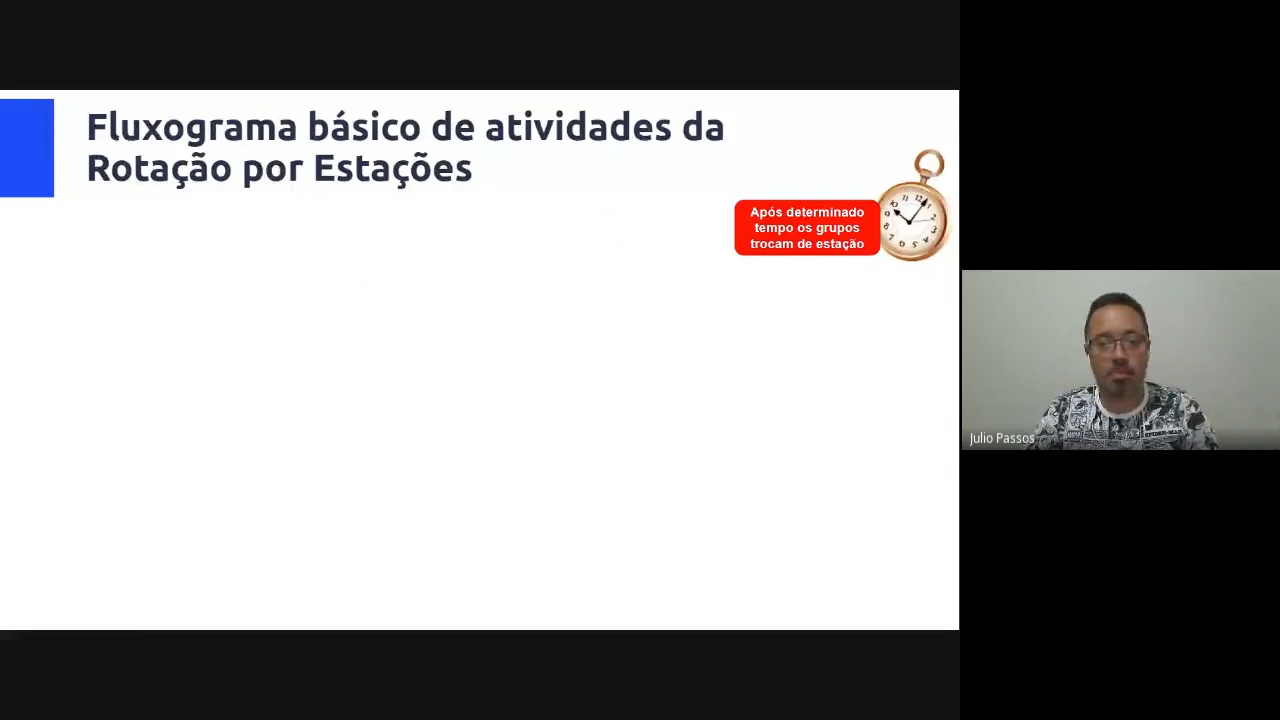 Fluxograma básico de atividades da
Rotação por Estações
Após determinado
tempo os grupos
trocam de estação
Julio Passos